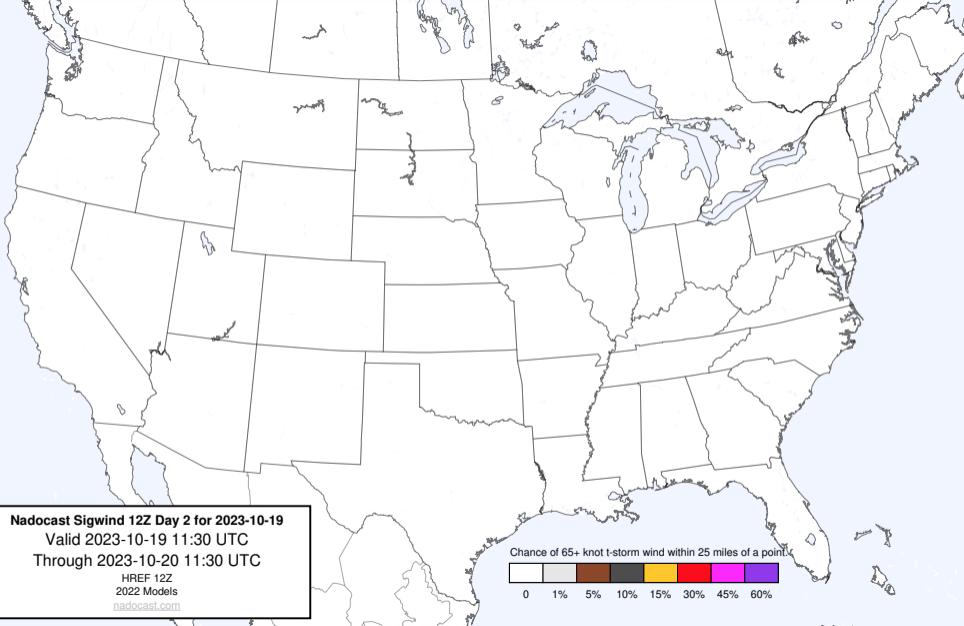 Nadocast Sigwind 12Z Day 2 for 2023-10-19
Valid 2023-10-19 11:30 UTC
Through 2023-10-20 11:30 UTC
HREF 12Z
2022 Models
nadocast.com
Chance of 65+ knot t-storm wind within 25 miles of a point.
0 1% 5% 10% 15% 30% 45% 60%